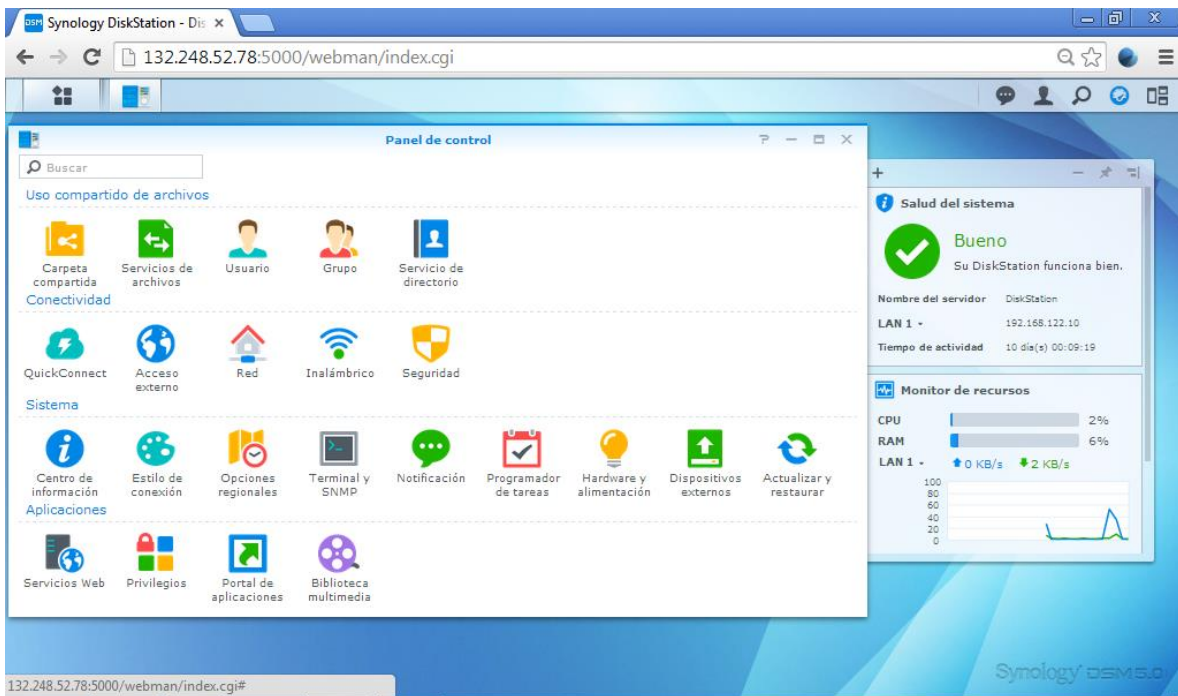 DSM Synology DiskStation - Dis
132.248.52.78:5000/webman/index.cgi
Panel de control
Buscar
Uso compartido de archivos
Carpeta compartida
Servicios de archivos
Usuario
Grupo
Servicio de directorio
Conectividad
QuickConnect
Acceso externo
Red
Inalámbrico
Seguridad
Sistema
Centro de información
Estilo de conexión
Opciones regionales
Terminal y SNMP
Notificación
Programador de tareas
Hardware y alimentación
Dispositivos externos
Actualizar y restaurar
Aplicaciones
Servicios Web
Privilegios
Portal de aplicaciones
Biblioteca multimedia
Salud del sistema
Bueno
Su DiskStation funciona bien.
Nombre del servidor DiskStation
LAN 1 192.168.122.10
Tiempo de actividad 10 día(s) 00:09:19
Monitor de recursos
CPU 2%
RAM 6%
LAN 1 0 KB/s 2 KB/s
100
80
60
40
20
0
Synology DSM 5.0
132.248.52.78:5000/webman/index.cgi#